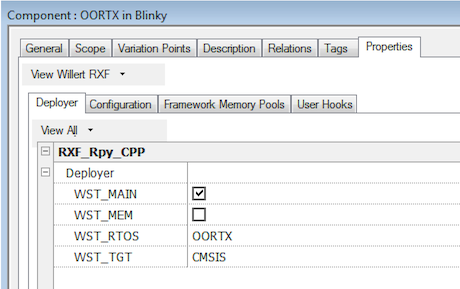 Component : OORTX in Blinky
General Scope Variation Points Description Relations Tags Properties
View Willert RXF
Deployer Configuration Framework Memory Pools User Hooks
View All
RXF_Rpy_CPP
Deployer
WST_MAIN
WST_MEM
WST_RTOS OORTX
WST_TGT CMSIS